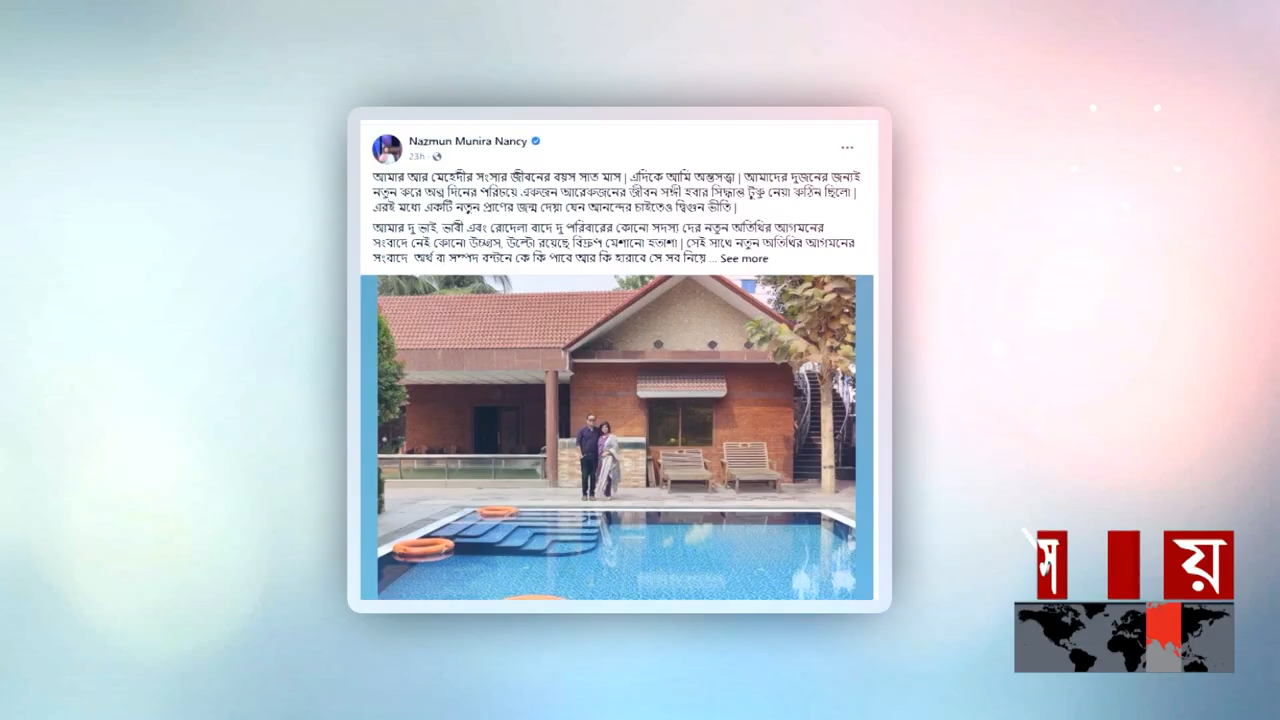 Nazmun Munira Nancy
23h
আমার আর মেহেদীর সংসার জীবনের বয়স সাত মাস | এদিকে আমি অন্তসত্ত্বা | আমাদের দুজনের জন্যই
নতুন করে অল্প দিনের পরিচয়ে একজন আরেকজনের জীবন সঙ্গী হবার সিদ্ধান্ত টুকু নেয়া কঠিন ছিলো |
এরই মধ্যে একটি নতুন প্রাণের জন্ম দেয়া যেন আনন্দের চাইতেও দ্বিগুন ভীতি |
আমার দু ভাই, ভাবী এবং রোদেলা বাদে দু পরিবারের কোনো সদস্য দের নতুন অতিথির আগমনের
সংবাদে নেই কোনো উচ্ছাস, উল্টো রয়েছে বিদ্রুপ মেশানো হতাশা | সেই সাথে নতুন অতিথির আগমনের
সংবাদে অর্থ বা সম্পদ বন্টনে কে কি পাবে আর কি হারাবে সে সব নিয়ে ... See more
স য়